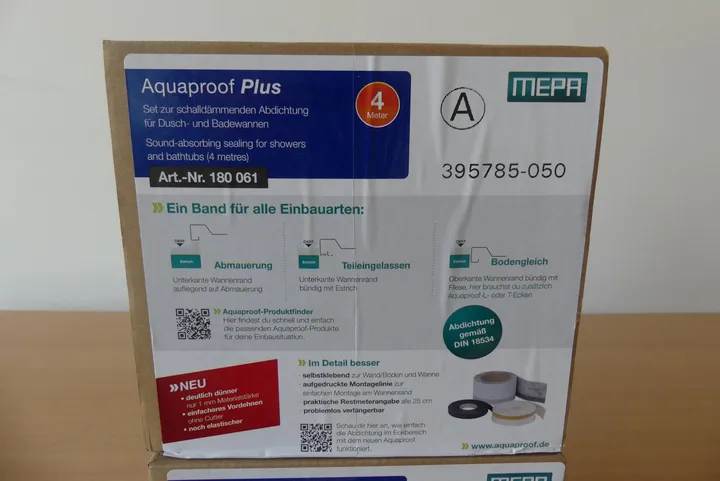 Aquaproof Plus
Set zur schalldämmenden Abdichtung
für Dusch- und Badewannen
Sound-absorbing sealing for showers
and bathtubs (4 metres)
Art.-Nr. 180 061
4
Meter
A
MEPA
395785-050
Ein Band für alle Einbauarten:
Estrich
Abmauerung
Unterkante Wannenrand
aufliegend auf Abmauerung
Estrich
Teileingelassen
Unterkante Wannenrand
bündig mit Estrich
Estrich
Bodengleich
Oberkante Wannenrand bündig mit
Fliese, hier brauchst du zusätzlich
Aquaproof-L- oder T-Ecken
Aquaproof-Produktfinder
Hier findest du schnell und einfach
die passenden Aquaproof-Produkte
für deine Einbausituation.
Abdichtung
gemäß
DIN 18534
NEU
• deutlich dünner
nur 1 mm Materialstärke
• einfacheres Vordehnen
ohne Cutter
• noch elastischer
Im Detail besser
• selbstklebend zur Wand/Boden und Wanne
• aufgedruckte Montagelinie zur
einfachen Montage am Wannenrand
• praktische Restmeterangabe alle 25 cm
• problemlos verlängerbar
Schau dir hier an, wie einfach
die Abdichtung im Eckbereich
mit dem neuen Aquaproof
funktioniert.
www.aquaproof.de
MEPA